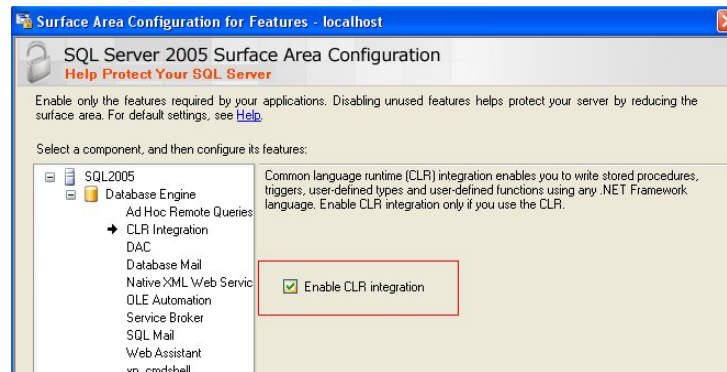 Surface Area Configuration for Features - localhost
SQL Server 2005 Surface Area Configuration
Help Protect Your SQL Server
Enable only the features required by your applications. Disabling unused features helps protect your server by reducing the
surface area. For default settings, see Help.
Select a component, and then configure its features:
SQL2005
Database Engine
Ad Hoc Remote Queries
CLR Integration
DAC
Database Mail
Native XML Web Servic
OLE Automation
Service Broker
SQL Mail
Web Assistant
xp_cmdshell
Common language runtime (CLR) integration enables you to write stored procedures,
triggers, user-defined types and user-defined functions using any .NET Framework
language. Enable CLR integration only if you use the CLR.
Enable CLR integration